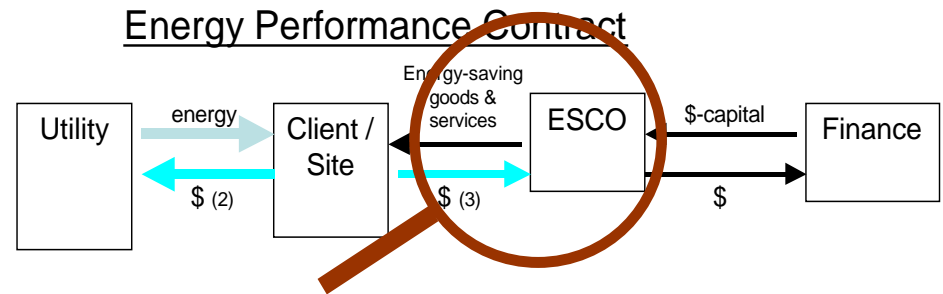 Energy Performance Contract
Energy-saving
goods &
services
Utility
energy
Client /
Site
ESCO
$-capital
Finance
$ (2)
$ (3)
$